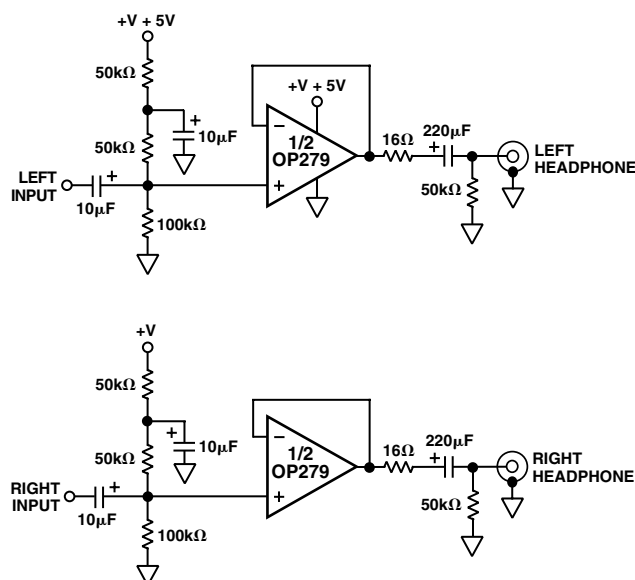 +V + 5V
50kΩ
+
10µF
50kΩ
LEFT
INPUT
+
10µF
100kΩ
+V + 5V
−
1/2
OP279
+
16Ω
220µF
+
50kΩ
LEFT
HEADPHONE
+V
50kΩ
+
10µF
50kΩ
RIGHT
INPUT
+
10µF
100kΩ
−
1/2
OP279
+
16Ω
220µF
+
50kΩ
RIGHT
HEADPHONE